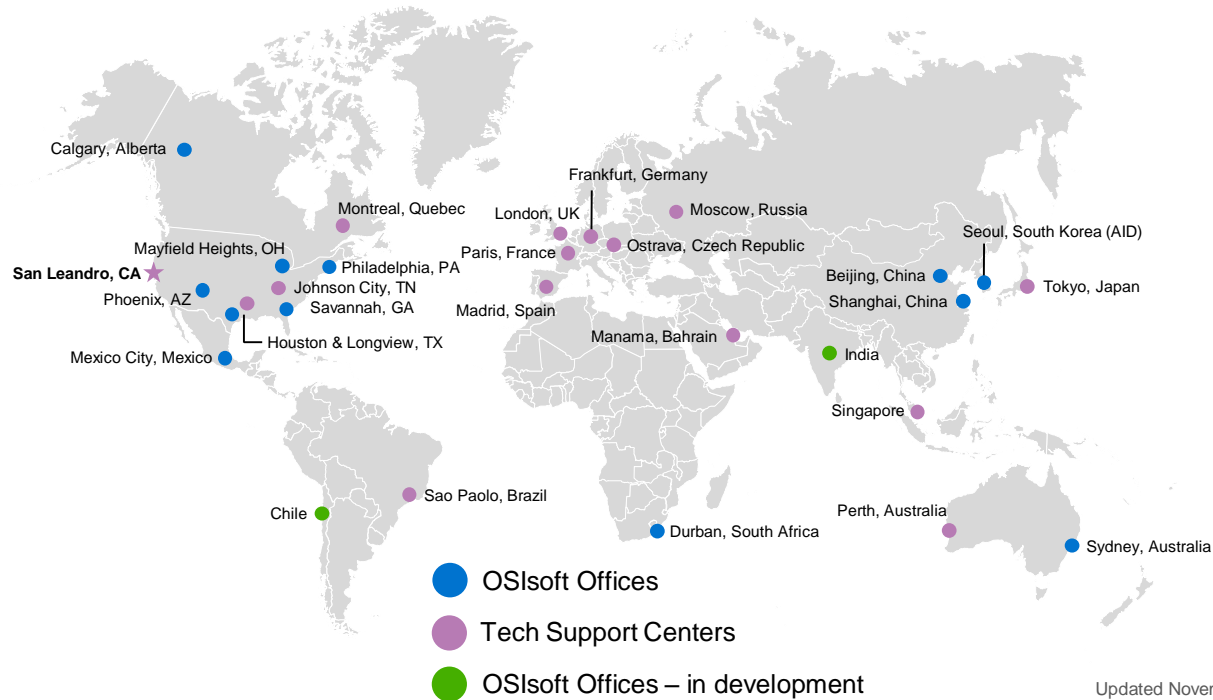 Calgary, Alberta
Frankfurt, Germany
Montreal, Quebec
London, UK
Moscow, Russia
Seoul, South Korea (AID)
Mayfield Heights, OH
Paris, France
Ostrava, Czech Republic
San Leandro, CA
Philadelphia, PA
Beijing, China
Johnson City, TN
Tokyo, Japan
Phoenix, AZ
Shanghai, China
Savannah, GA
Madrid, Spain
Houston & Longview, TX
Manama, Bahrain
Mexico City, Mexico
India
Singapore
Sao Paolo, Brazil
Chile
Perth, Australia
Durban, South Africa
Sydney, Australia
OSIsoft Offices
Tech Support Centers
OSIsoft Offices – in development
Updated